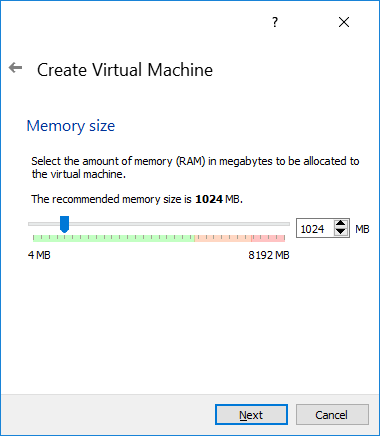 ?
Create Virtual Machine
Memory size
Select the amount of memory (RAM) in megabytes to be allocated to
the virtual machine.
The recommended memory size is 1024 MB.
1024 MB
4 MB 8192 MB
Next Cancel